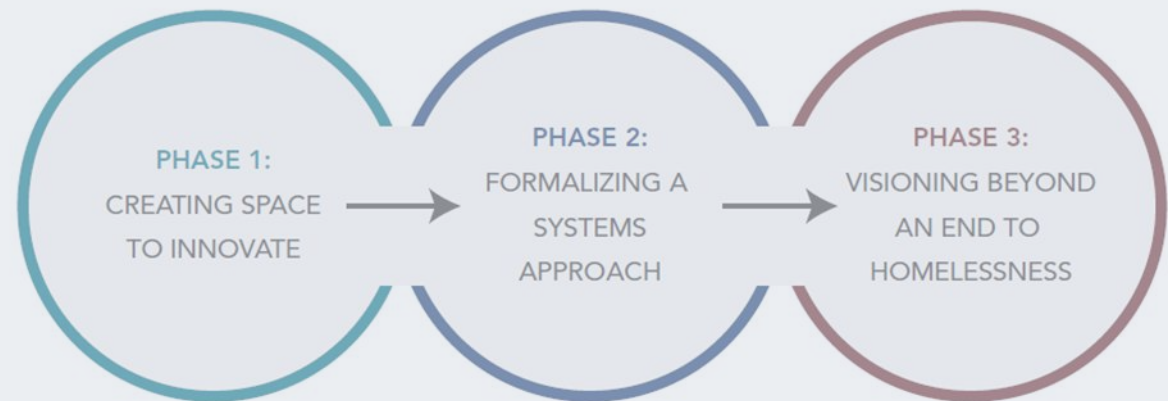 PHASE 1:
CREATING SPACE
TO INNOVATE
PHASE 2:
FORMALIZING A
SYSTEMS
APPROACH
PHASE 3:
VISIONING BEYOND
AN END TO
HOMELESSNESS